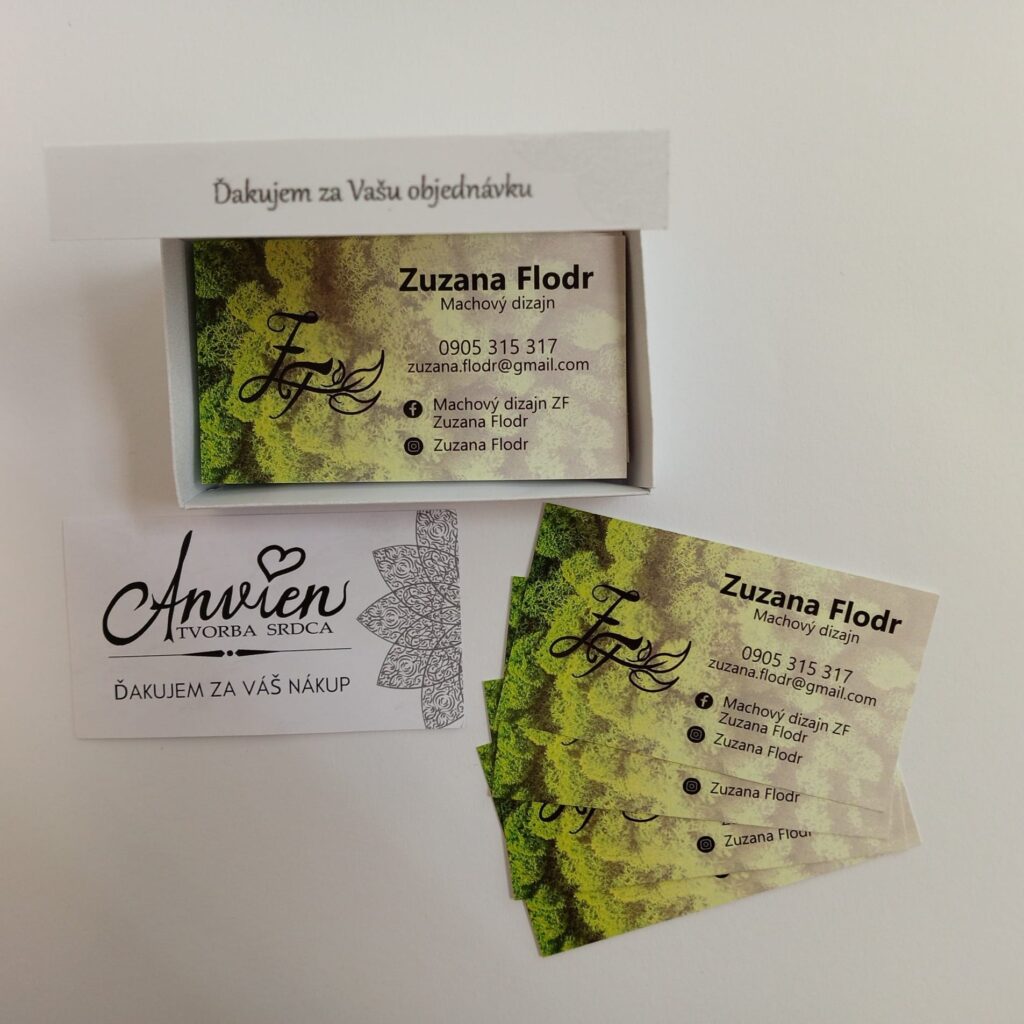 Ďakujem za Vašu objednávku
Zuzana Flodr
Machový dizajn
0905 315 317
zuzana.flodr@gmail.com
Machový dizajn ZF
Zuzana Flodr
Zuzana Flodr
ZF
Anvien
TVORBA SRDCA
ĎAKUJEM ZA VÁŠ NÁKUP
Zuzana Flodr
Machový dizajn
0905 315 317
zuzana.flodr@gmail.com
Machový dizajn ZF
Zuzana Flodr
Zuzana Flodr
ZF
Zuzana Flodr
Zuzana Flodr